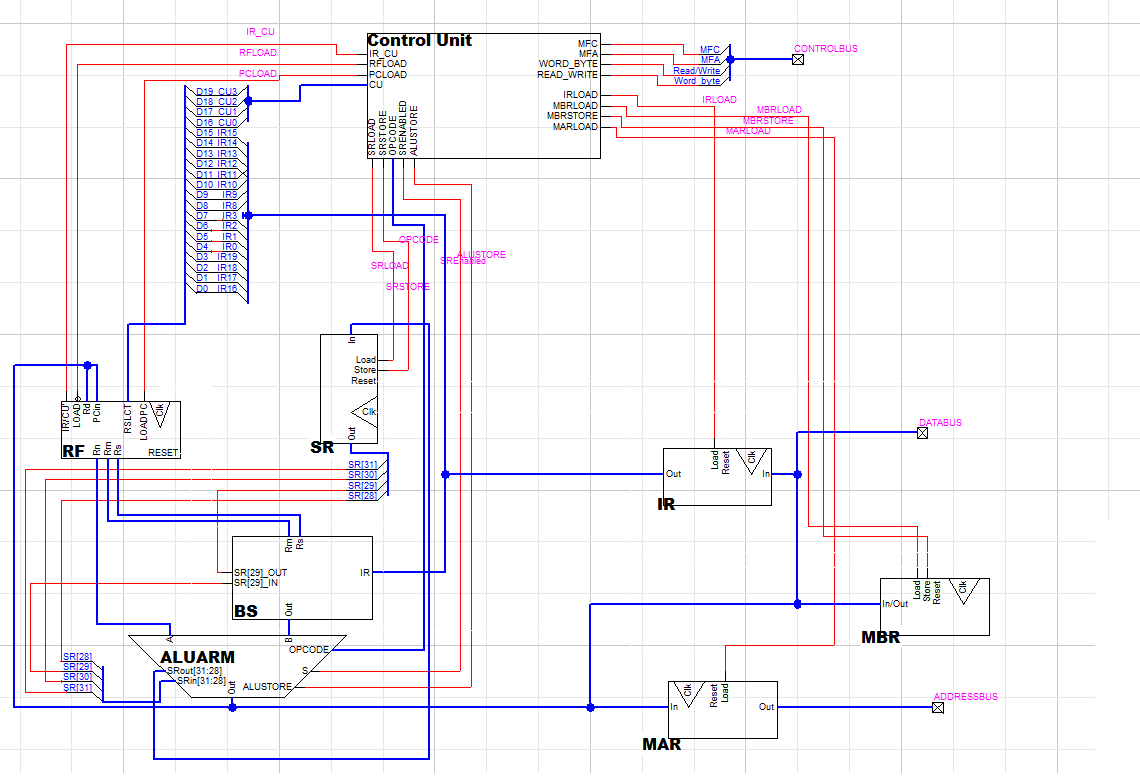 Control Unit
IR_CU
RFLOAD
PCLOAD
IR_CU
RFLOAD
PCLOAD
CU
MFC
MFA
WORD_BYTE
READ_WRITE
IRLOAD
MBRLOAD
MBRSTORE
MARLOAD
SRLOAD
SRSTORE
OPCODE
SRENABLED
ALUSTORE
MFC
MFA
Read/Write
Word_byte
CONTROLBUS
IRLOAD
MBRLOAD
MBRSTORE
MARLOAD
D19 CU3
D18 CU2
D17 CU1
D16 CU0
D15 IR15
D14 IR14
D13 IR13
D12 IR12
D11 IR11
D10 IR10
D9 IR9
D8 IR8
D7 IR3
D6 IR2
D5 IR1
D4 IR0
D3 IR19
D2 IR18
D1 IR17
D0 IR16
OPCODE
ALUSTORE
SREnabled
SRLOAD
SRSTORE
In
Load
Store
Reset
Clk
Out
SR
IR/CU
LOAD
Rd
PCin
RSLCT
LOADPC
Clk
Rn
Rm
Rs
RESET
RF
SR[31]
SR[30]
SR[29]
SR[28]
DATABUS
Out
Load
Reset
Clk
In
IR
Rm
Rs
SR[29]_OUT
SR[29]_IN
IR
Out
BS
Load
Store
Reset
Clk
In/Out
MBR
A
B
OPCODE
ALUARM
SRout[31:28]
SRin[31:28]
S
ALUSTORE
Out
SR[28]
SR[29]
SR[30]
SR[31]
Clk
Reset
Load
In
Out
MAR
ADDRESSBUS